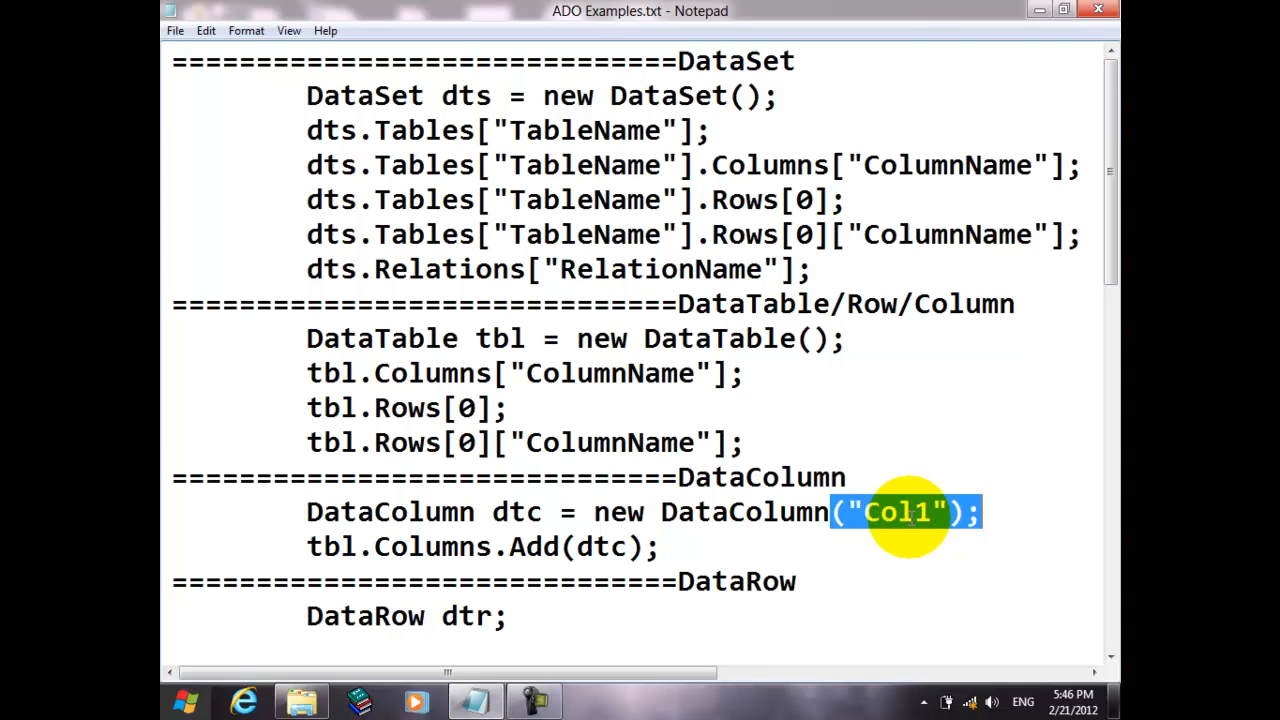 ADO Examples.txt - Notepad
File Edit Format View Help
==============================DataSet
DataSet dts = new DataSet();
dts.Tables["TableName"];
dts.Tables["TableName"].Columns["ColumnName"];
dts.Tables["TableName"].Rows[0];
dts.Tables["TableName"].Rows[0]["ColumnName"];
dts.Relations["RelationName"];
==============================DataTable/Row/Column
DataTable tbl = new DataTable();
tbl.Columns["ColumnName"];
tbl.Rows[0];
tbl.Rows[0]["ColumnName"];
==============================DataColumn
DataColumn dtc = new DataColumn("Col1");
tbl.Columns.Add(dtc);
==============================DataRow
DataRow dtr;
ENG
5:46 PM
2/21/2012